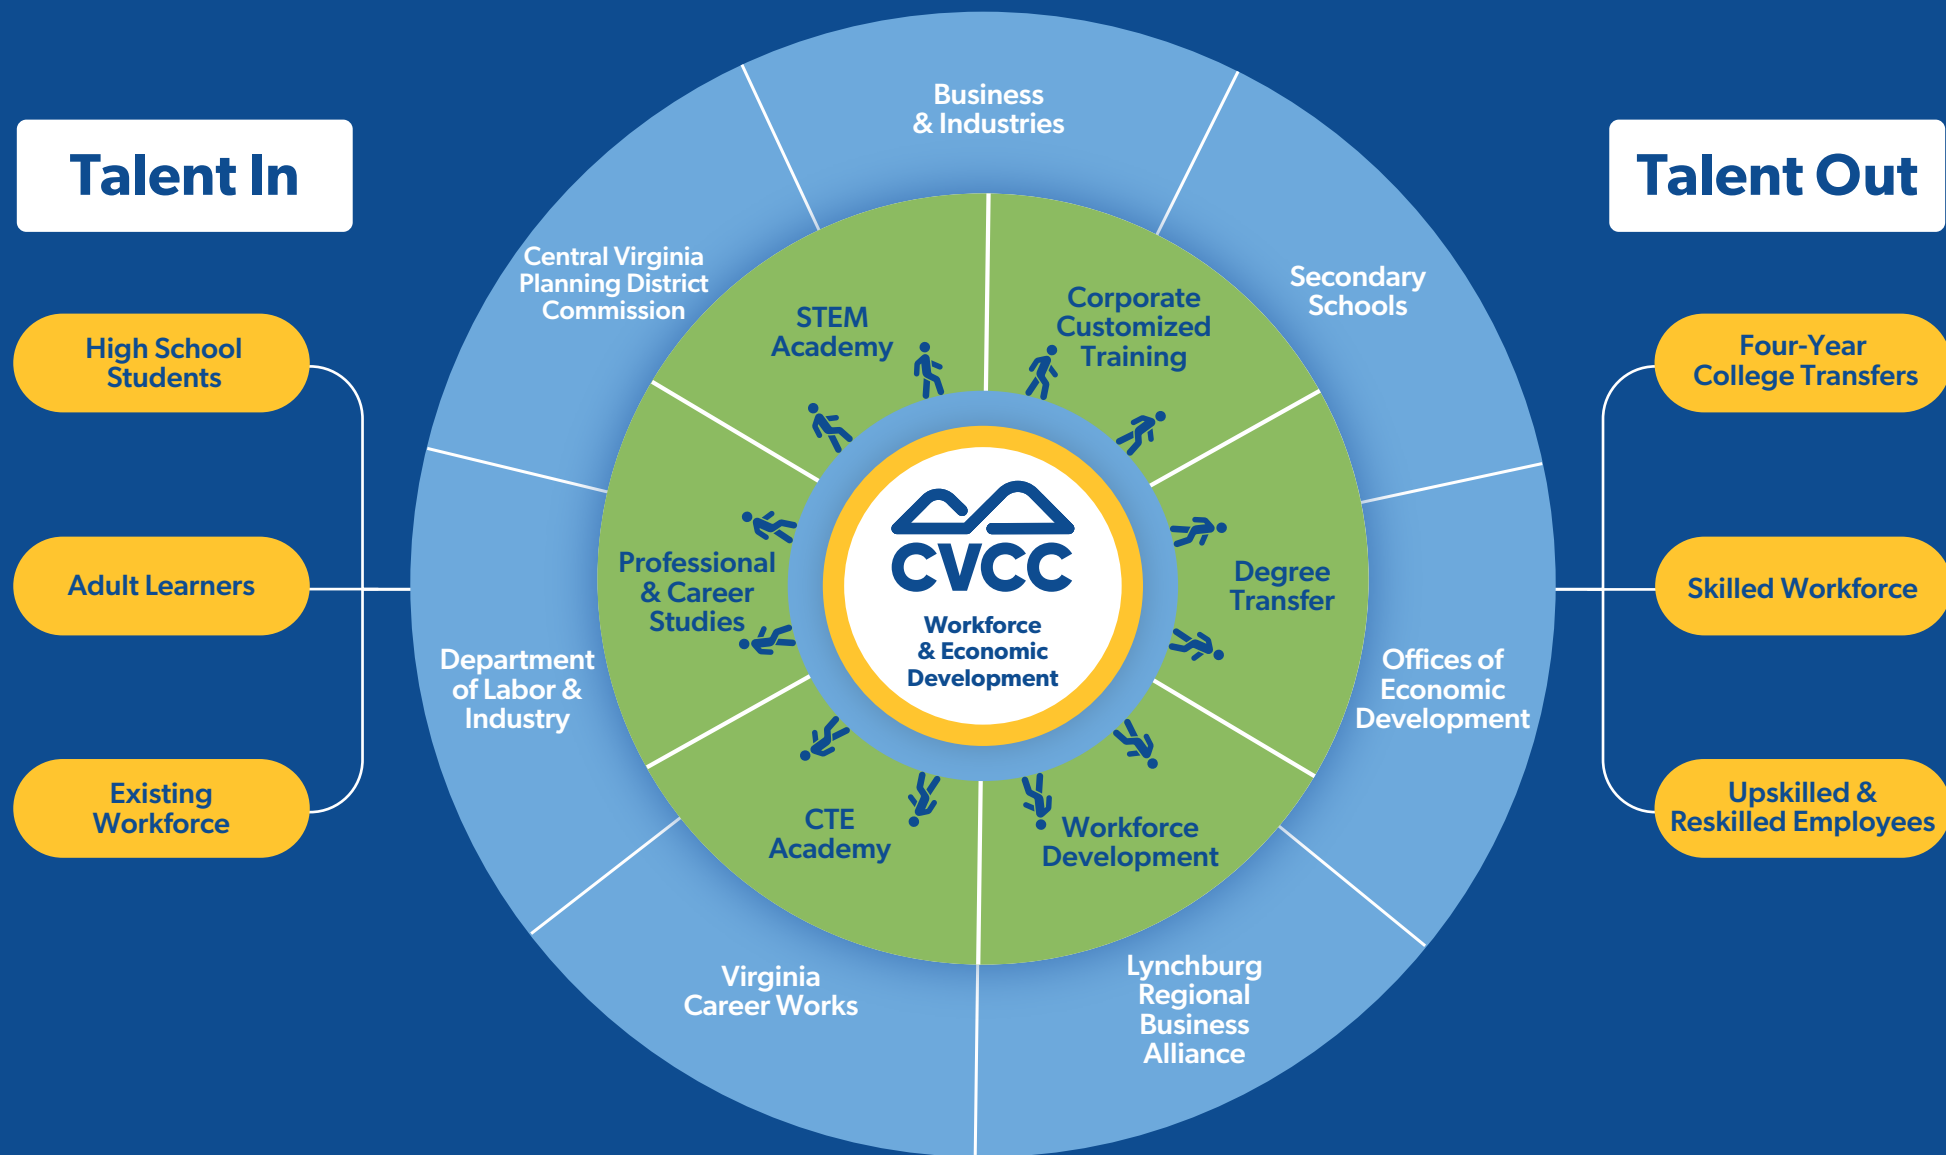 Talent In
High School
Students
Adult Learners
Existing
Workforce
Business
& Industries
Secondary
Schools
Offices of
Economic
Development
Lynchburg
Regional
Business
Alliance
Virginia
Career Works
Department
of Labor &
Industry
Central Virginia
Planning District
Commission
STEM
Academy
Corporate
Customized
Training
Degree
Transfer
Workforce
Development
CTE
Academy
Professional
& Career
Studies
CVCC
Workforce
& Economic
Development
Talent Out
Four-Year
College Transfers
Skilled Workforce
Upskilled &
Reskilled Employees